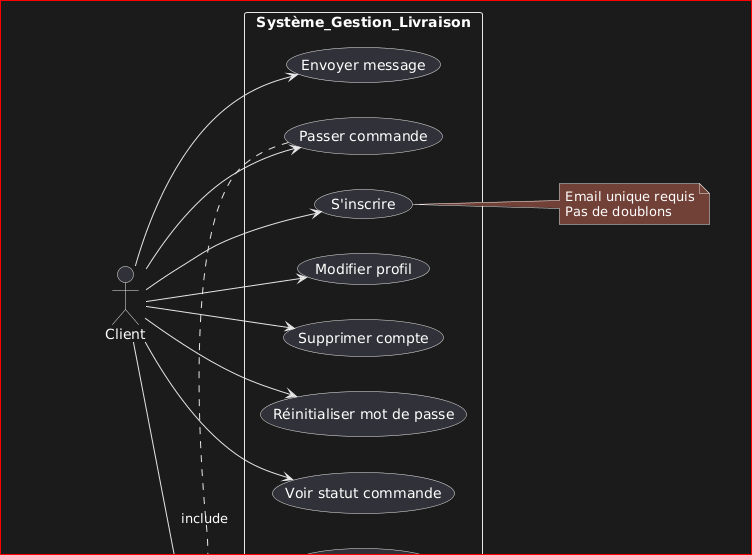 Système_Gestion_Livraison
Envoyer message
Passer commande
S'inscrire
Email unique requis
Pas de doublons
Modifier profil
Client
Supprimer compte
Réinitialiser mot de passe
Voir statut commande
include